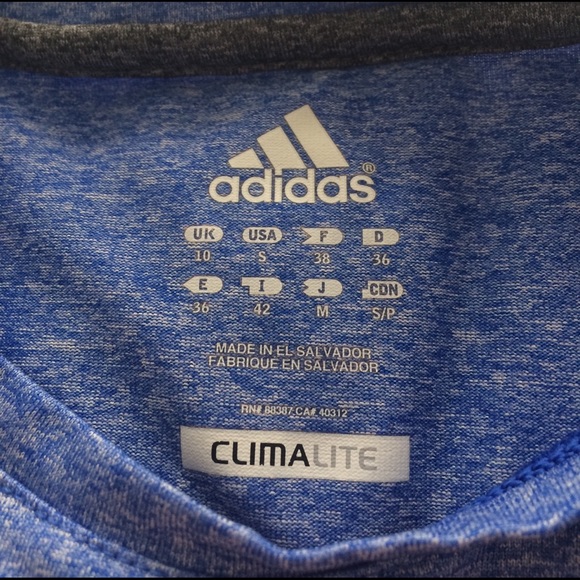 adidas®
UK USA F D
10 S 38 36
E I J CDN
36 42 M S/P
MADE IN EL SALVADOR
FABRIQUE EN SALVADOR
RN# 88387 CA# 40312
CLIMALITE